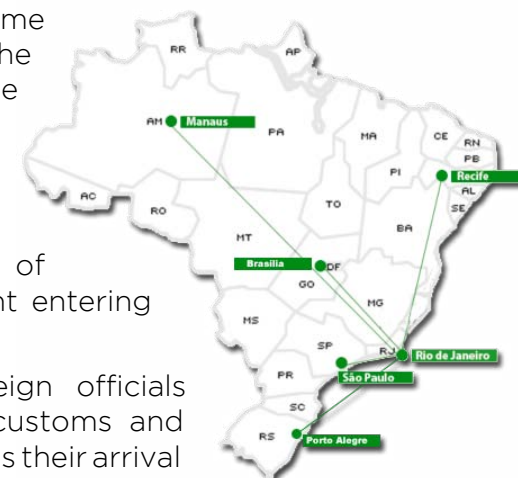 me
he
e
of
nt entering
eign officials
customs and
s their arrival
RR
AP
AM
Manaus
PA
MA
CE
RN
PB
PI
Recife
AL
SE
AC
RO
TO
BA
MT
Brasília
DF
GO
MG
MS
SP
RJ
Rio de Janeiro
São Paulo
PR
SC
RS
Porto Alegre